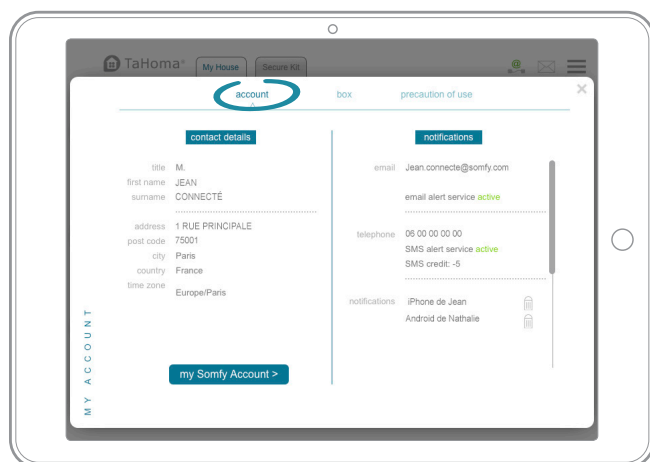 TaHoma® My House Secure Kit @
account box precaution of use ×
contact details
title M.
first name JEAN
surname CONNECTÉ
address 1 RUE PRINCIPALE
post code 75001
city Paris
country France
time zone Europe/Paris
my Somfy Account >
notifications
email Jean.connecte@somfy.com
email alert service active
telephone 06 00 00 00 00
SMS alert service active
SMS credit: -5
notifications iPhone de Jean
Android de Nathalie
MY ACCOUNT